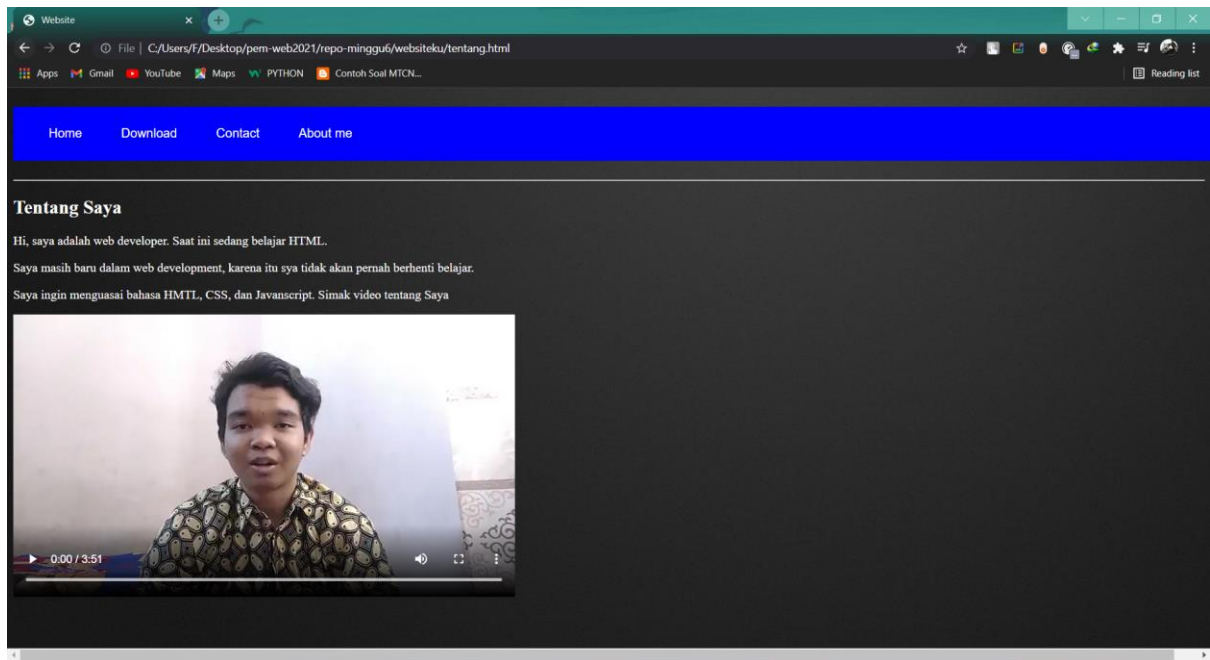 Website
File | C:/Users/F/Desktop/pem-web2021/repo-minggu6/websiteku/tentang.html
Apps Gmail YouTube Maps PYTHON Contoh Soal MTCN... Reading list
Home Download Contact About me
Tentang Saya
Hi, saya adalah web developer. Saat ini sedang belajar HTML.
Saya masih baru dalam web development, karena itu sya tidak akan pernah berhenti belajar.
Saya ingin menguasai bahasa HMTL, CSS, dan Javanscript. Simak video tentang Saya
0:00 / 3:51